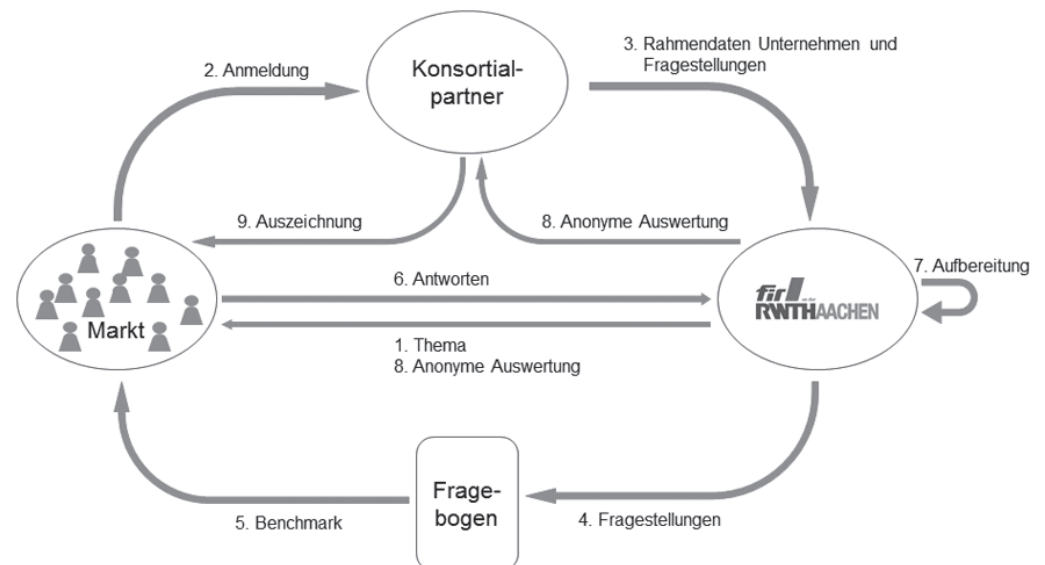 Konsortial-
partner
3. Rahmendaten Unternehmen und
Fragestellungen
2. Anmeldung
9. Auszeichnung
8. Anonyme Auswertung
7. Aufbereitung
6. Antworten
fir
RWTHAACHEN
Markt
1. Thema
8. Anonyme Auswertung
Frage-
bogen
5. Benchmark
4. Fragestellungen